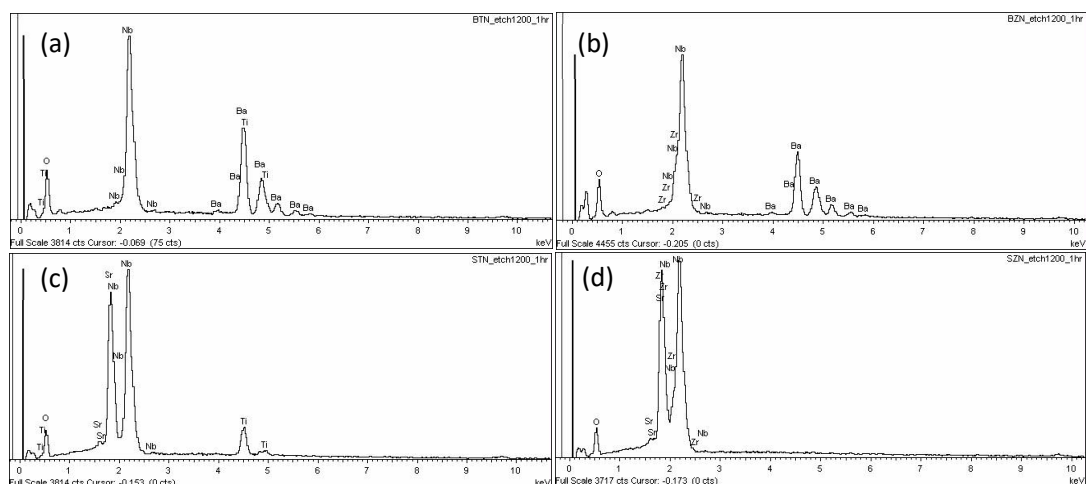 (a)
BTN_etch1200_1hr
Nb
Ba
Ti
O
Ti
Ti
Nb
Nb
Ba
Ba
Ba
Ti
Ba
Ba
Ba
0 1 2 3 4 5 6 7 8 9 10
Full Scale 3814 cts Cursor: -0.069 (75 cts) keV
(b)
BZN_etch1200_1hr
Nb
Zr
Nb
Nb
Zr
Zr
O
Zr
Nb
Ba
Ba
Ba
Ba
Ba
Ba
Ba
0 1 2 3 4 5 6 7 8 9 10
Full Scale 4455 cts Cursor: -0.205 (0 cts) keV
(c)
STN_etch1200_1hr
Nb
Sr
Nb
Nb
O
Ti
Ti
Sr
Sr
Nb
Ti
Ti
0 1 2 3 4 5 6 7 8 9 10
Full Scale 3814 cts Cursor: -0.153 (0 cts) keV
(d)
SZN_etch1200_1hr
Nb
Nb
Zr
Sr
Zr
Nb
O
Sr
Sr
Nb
Zr
0 1 2 3 4 5 6 7 8 9 10
Full Scale 3717 cts Cursor: -0.173 (0 cts) keV